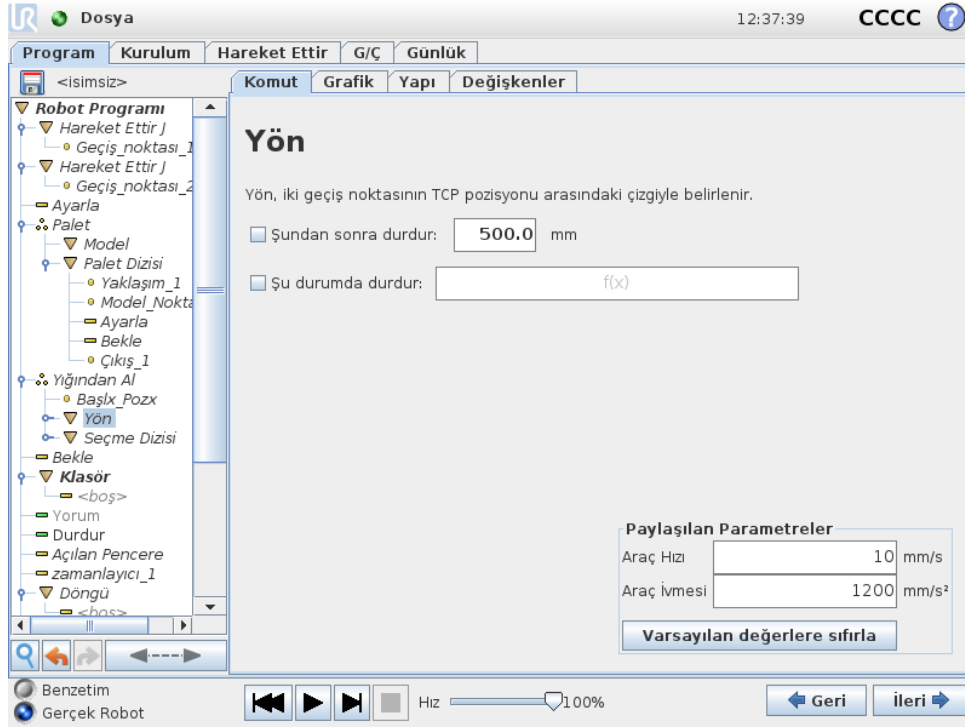 Dosya 12:37:39 CCCC ?
Program Kurulum Hareket Ettir G/Ç Günlük
<isimsiz>
Komut Grafik Yapı Değişkenler
Robot Programı
Hareket Ettir J
Geçiş_noktası_1
Hareket Ettir J
Geçiş_noktası_2
Ayarla
Palet
Model
Palet Dizisi
Yaklaşım_1
Model_Nokta
Ayarla
Bekle
Çıkış_1
Yığından Al
Başlx_Pozx
Yön
Seçme Dizisi
Bekle
Klasör
<boş>
Yorum
Durdur
Açılan Pencere
zamanlayıcı_1
Döngü
<boş>
Yön
Yön, iki geçiş noktasının TCP pozisyonu arasındaki çizgiyle belirlenir.
Şundan sonra durdur: 500.0 mm
Şu durumda durdur: f(x)
Paylaşılan Parametreler
Araç Hızı 10 mm/s
Araç İvmesi 1200 mm/s²
Varsayılan değerlere sıfırla
Benzetim
Gerçek Robot
Hız 100%
Geri İleri